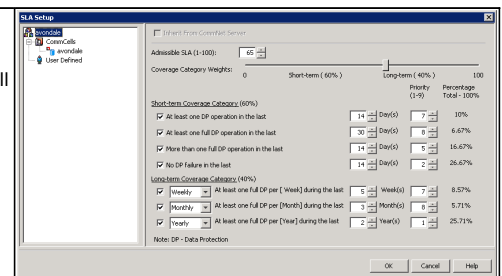 SLA Setup
avondale
CommCells
avondale
User Defined
ll
Inherit from CommNet Server
Admissible SLA (1-100): 65
Coverage Category Weights: 0 Short-term ( 60% ) Long-term ( 40% ) 100
Priority (1-9) Percentage Total - 100%
Short-term Coverage Category (60%)
At least one DP operation in the last 14 Day(s) 7 10%
At least one full DP operation in the last 30 Day(s) 8 6.67%
More than one full DP operation in the last 14 Day(s) 5 16.67%
No DP failure in the last 14 Day(s) 2 26.67%
Long-term Coverage Category (40%)
Weekly At least one full DP per [ Week] during the last 5 Week(s) 7 8.57%
Monthly At least one full DP per [Month] during the last 3 Month(s) 8 5.71%
Yearly At least one full DP per [Year] during the last 2 Year(s) 1 25.71%
Note: DP - Data Protection
OK Cancel Help